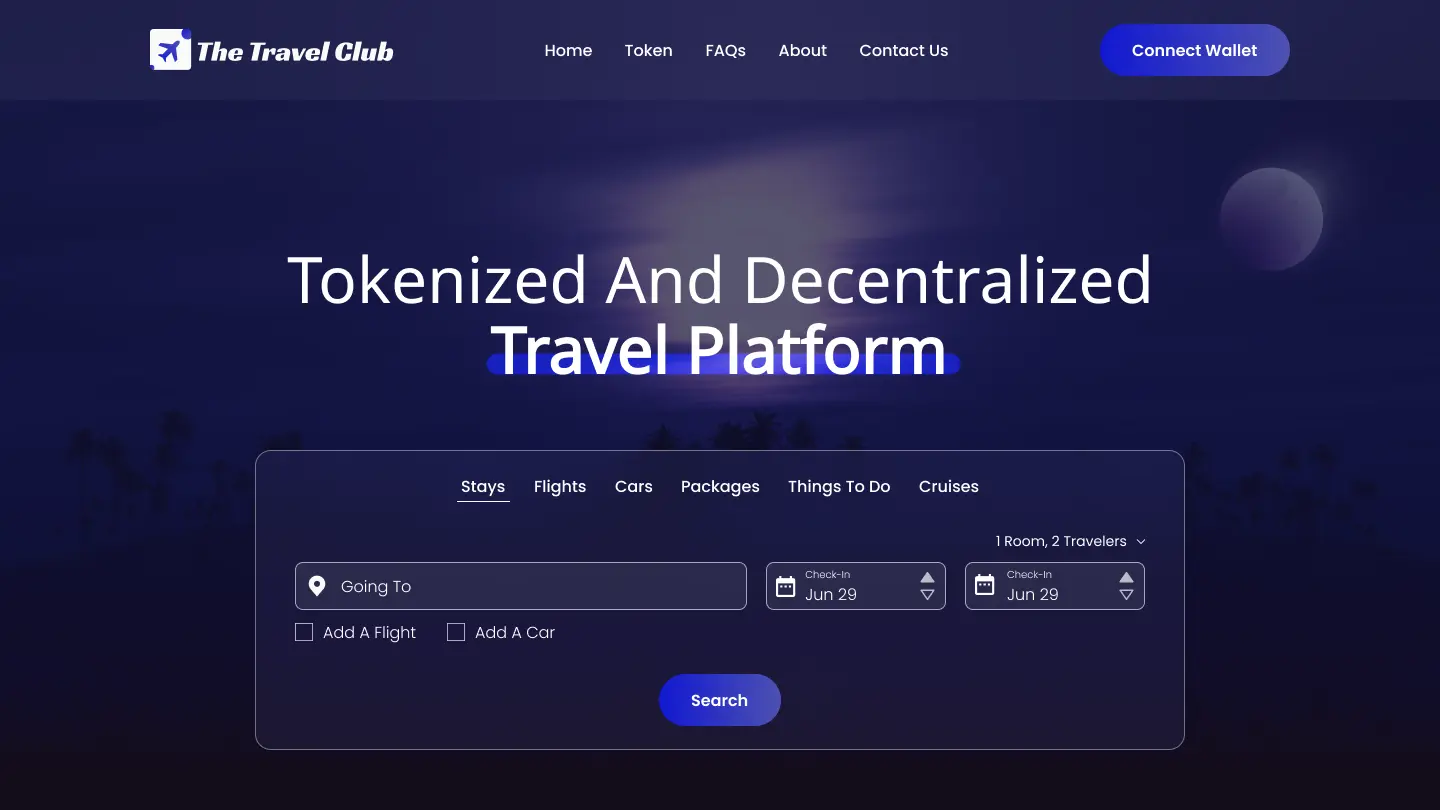 The Travel Club
Home Token FAQs About Contact Us
Connect Wallet
Tokenized And Decentralized
Travel Platform
Stays Flights Cars Packages Things To Do Cruises
1 Room, 2 Travelers
Going To
Check-In
Jun 29
Check-In
Jun 29
Add A Flight Add A Car
Search